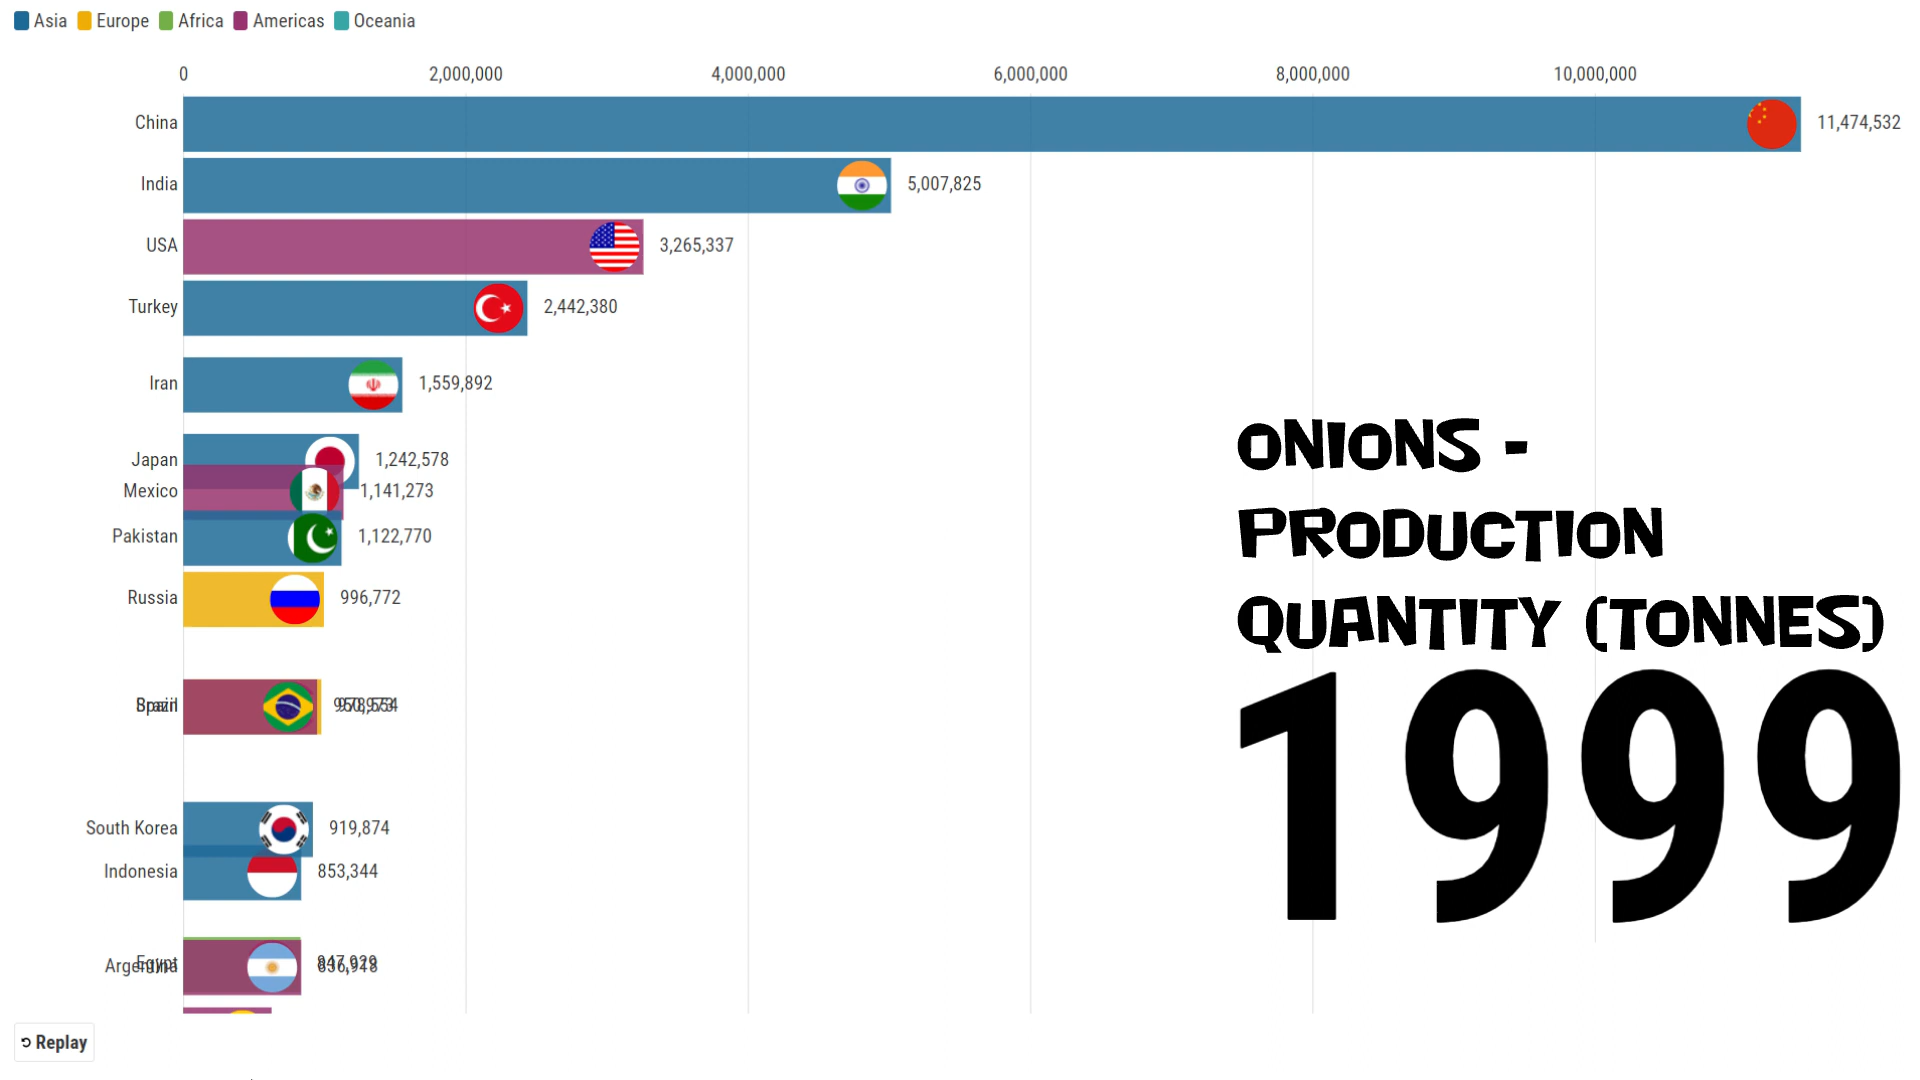 Asia Europe Africa Americas Oceania
0 2,000,000 4,000,000 6,000,000 8,000,000 10,000,000
China 11,474,532
India 5,007,825
USA 3,265,337
Turkey 2,442,380
Iran 1,559,892
Japan 1,242,578
Mexico 1,141,273
Pakistan 1,122,770
Russia 996,772
South Korea 919,874
Indonesia 853,344
Egypt
Argentina
ONIONS -
PRODUCTION
QUANTITY (TONNES)
1999
Replay